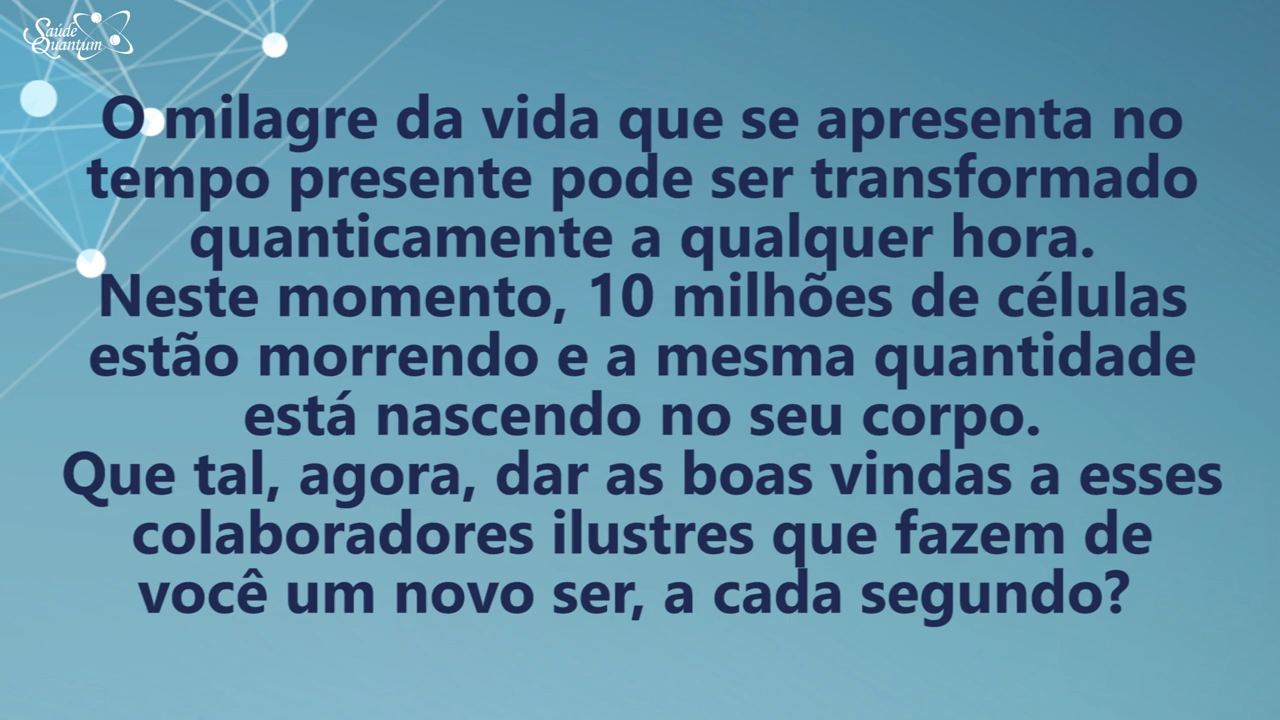 Saúde
Quantum
O milagre da vida que se apresenta no
tempo presente pode ser transformado
quanticamente a qualquer hora.
Neste momento, 10 milhões de células
estão morrendo e a mesma quantidade
está nascendo no seu corpo.
Que tal, agora, dar as boas vindas a esses
colaboradores ilustres que fazem de
você um novo ser, a cada segundo?